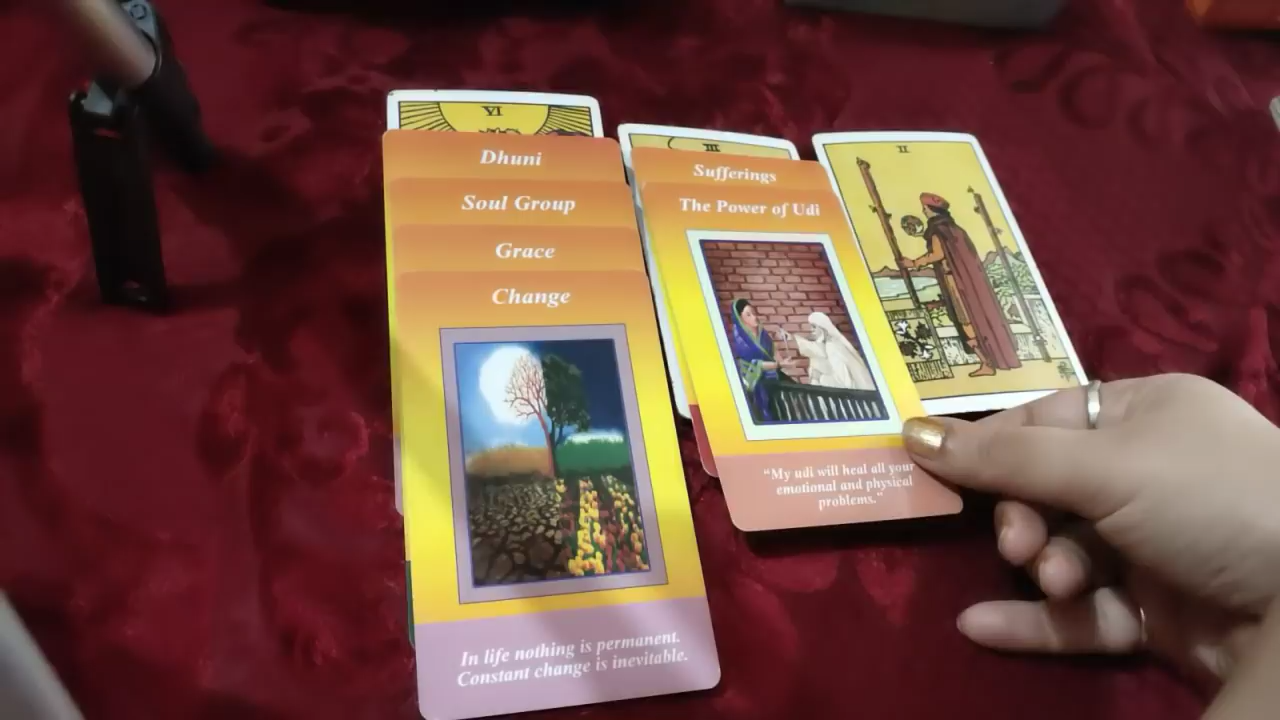 VI
Dhuni
Soul Group
Grace
Change
In life nothing is permanent.
Constant change is inevitable.
III
Sufferings
The Power of Udi
"My udi will heal all your
emotional and physical
problems."
II